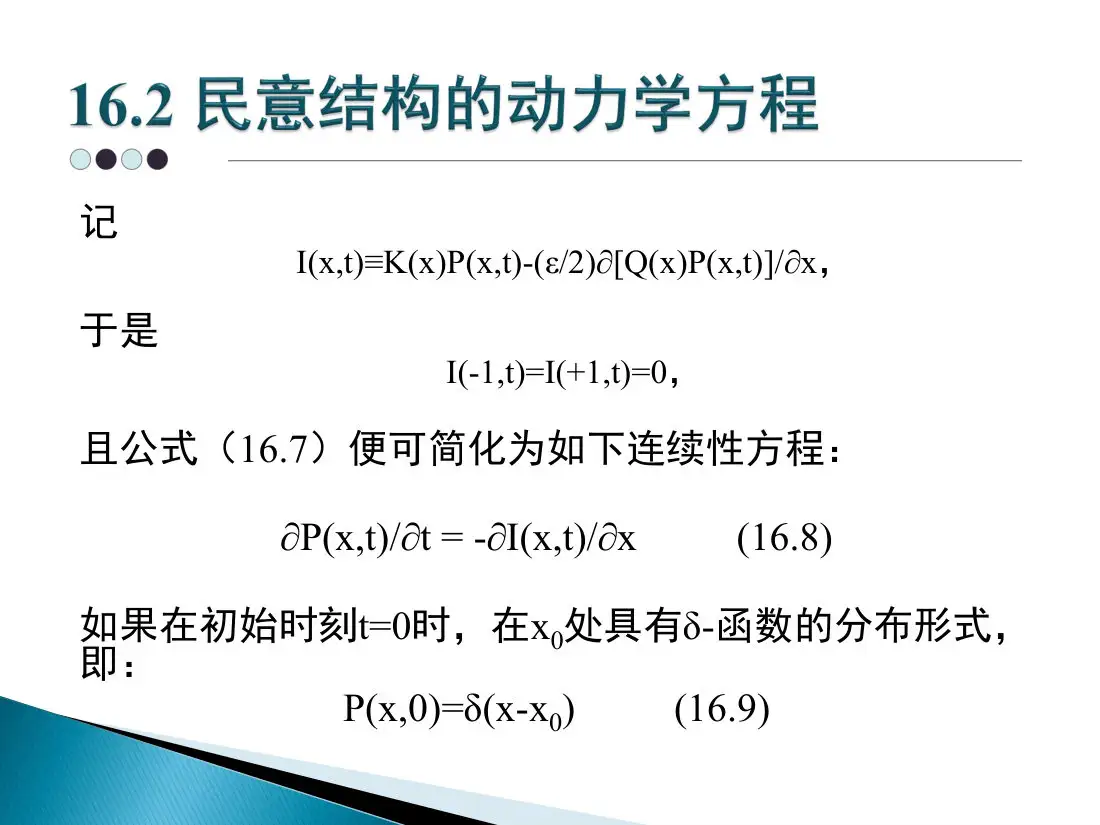 16.2 民意结构的动力学方程
记
I(x,t)≡K(x)P(x,t)-(ε/2)∂[Q(x)P(x,t)]/∂x，
于是
I(-1,t)=I(+1,t)=0，
且公式（16.7）便可简化为如下连续性方程：
∂P(x,t)/∂t = -∂I(x,t)/∂x (16.8)
如果在初始时刻t=0时，在x₀处具有δ-函数的分布形式，
即：
P(x,0)=δ(x-x₀) (16.9)